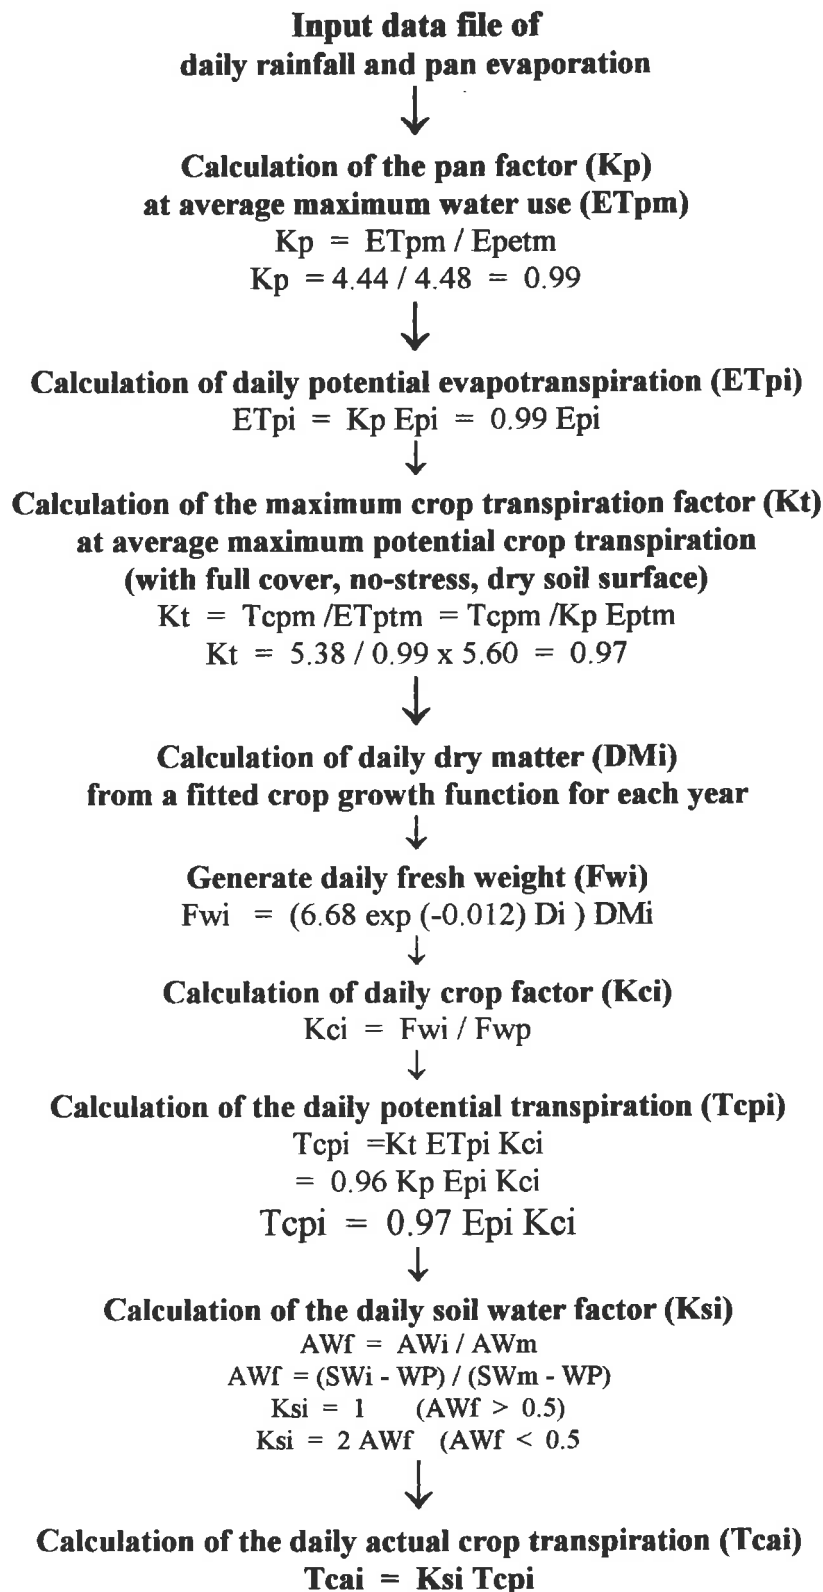 Input data file of
daily rainfall and pan evaporation
Calculation of the pan factor (Kp)
at average maximum water use (ETpm)
Kp = ETpm / Epetm
Kp = 4.44 / 4.48 = 0.99
Calculation of daily potential evapotranspiration (ETpi)
ETpi = Kp Epi = 0.99 Epi
Calculation of the maximum crop transpiration factor (Kt)
at average maximum potential crop transpiration
(with full cover, no-stress, dry soil surface)
Kt = Tcpm /ETptm = Tcpm /Kp Eptm
Kt = 5.38 / 0.99 x 5.60 = 0.97
Calculation of daily dry matter (DMi)
from a fitted crop growth function for each year
Generate daily fresh weight (Fwi)
Fwi = (6.68 exp (-0.012) Di ) DMi
Calculation of daily crop factor (Kci)
Kci = Fwi / Fwp
Calculation of the daily potential transpiration (Tcpi)
Tcpi =Kt ETpi Kci
= 0.96 Kp Epi Kci
Tcpi = 0.97 Epi Kci
Calculation of the daily soil water factor (Ksi)
AWf = AWi / AWm
AWf = (SWi - WP) / (SWm - WP)
Ksi = 1 (AWf > 0.5)
Ksi = 2 AWf (AWf < 0.5
Calculation of the daily actual crop transpiration (Tcai)
Tcai = Ksi Tcpi